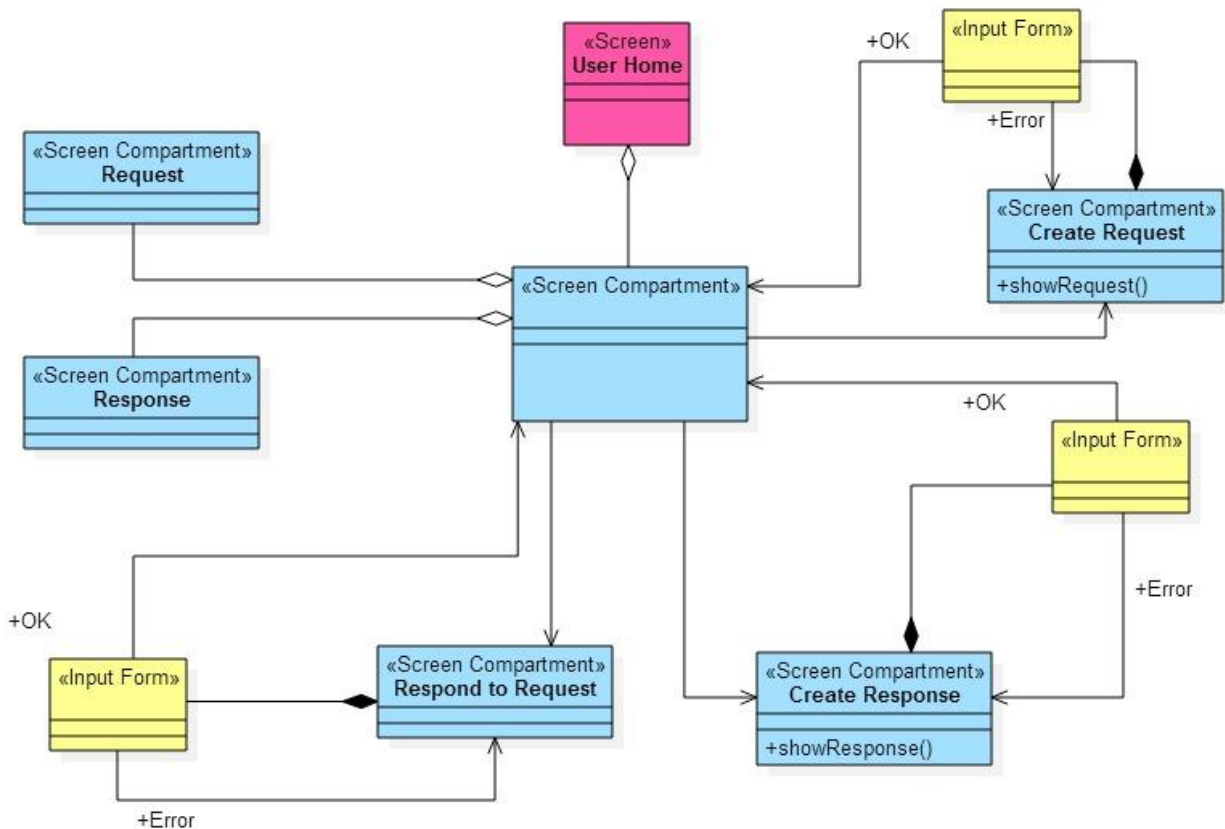 «Screen»
User Home
+OK
«Input Form»
+Error
«Screen Compartment»
Request
«Screen Compartment»
Create Request
+showRequest()
«Screen Compartment»
«Screen Compartment»
Response
+OK
«Input Form»
+Error
+OK
«Input Form»
«Screen Compartment»
Respond to Request
+Error
«Screen Compartment»
Create Response
+showResponse()